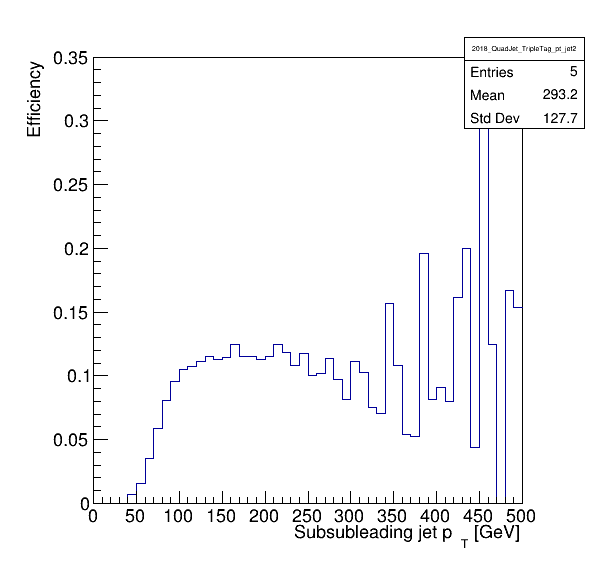 2018_QuadJet_TripleTag_pt_jet2
Entries 5
Mean 293.2
Std Dev 127.7
Efficiency
0.35
0.3
0.25
0.2
0.15
0.1
0.05
0
0 50 100 150 200 250 300 350 400 450 500
Subsubleading jet p T [GeV]